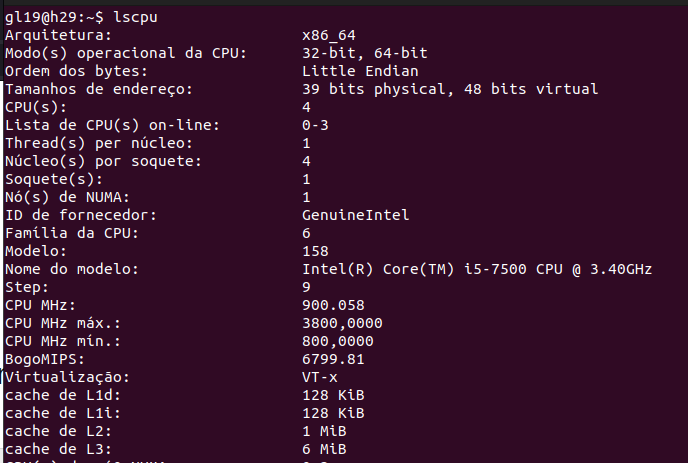 gl19@h29:~$ lscpu
Arquitetura: x86_64
Modo(s) operacional da CPU: 32-bit, 64-bit
Ordem dos bytes: Little Endian
Tamanhos de endereço: 39 bits physical, 48 bits virtual
CPU(s): 4
Lista de CPU(s) on-line: 0-3
Thread(s) per núcleo: 1
Núcleo(s) por soquete: 4
Soquete(s): 1
Nó(s) de NUMA: 1
ID de fornecedor: GenuineIntel
Família da CPU: 6
Modelo: 158
Nome do modelo: Intel(R) Core(TM) i5-7500 CPU @ 3.40GHz
Step: 9
CPU MHz: 900.058
CPU MHz máx.: 3800,0000
CPU MHz mín.: 800,0000
BogoMIPS: 6799.81
Virtualização: VT-x
cache de L1d: 128 KiB
cache de L1i: 128 KiB
cache de L2: 1 MiB
cache de L3: 6 MiB